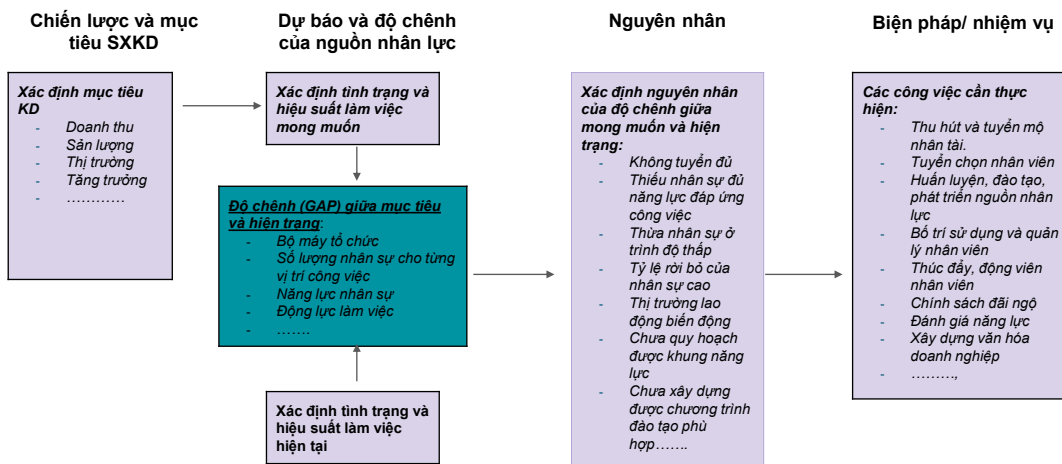 Chiến lược và mục
tiêu SXKD
Dự báo và độ chênh
của nguồn nhân lực
Nguyên nhân
Biện pháp/ nhiệm vụ
Xác định mục tiêu
KD
- Doanh thu
- Sản lượng
- Thị trường
- Tăng trưởng
- …………
Xác định tình trạng và
hiệu suất làm việc
mong muốn
Độ chênh (GAP) giữa mục tiêu
và hiện trạng:
- Bộ máy tổ chức
- Số lượng nhân sự cho từng
vị trí công việc
- Năng lực nhân sự
- Động lực làm việc
- …….
Xác định tình trạng và
hiệu suất làm việc
hiện tại
Xác định nguyên nhân
của độ chênh giữa
mong muốn và hiện
trạng:
- Không tuyển đủ
- Thiếu nhân sự đủ
năng lực đáp ứng
công việc
- Thừa nhân sự ở
trình độ thấp
- Tỷ lệ rời bỏ của
nhân sự cao
- Thị trường lao
động biến động
- Chưa quy hoạch
được khung năng
lực
- Chưa xây dựng
được chương trình
đào tạo phù
hợp…….
Các công việc cần thực
hiện:
- Thu hút và tuyển mộ
nhân tài.
- Tuyển chọn nhân viên
- Huấn luyện, đào tạo,
phát triển nguồn nhân
lực
- Bố trí sử dụng và quản
lý nhân viên
- Thúc đẩy, động viên
nhân viên
- Chính sách đãi ngộ
- Đánh giá năng lực
- Xây dựng văn hóa
doanh nghiệp
- ………,